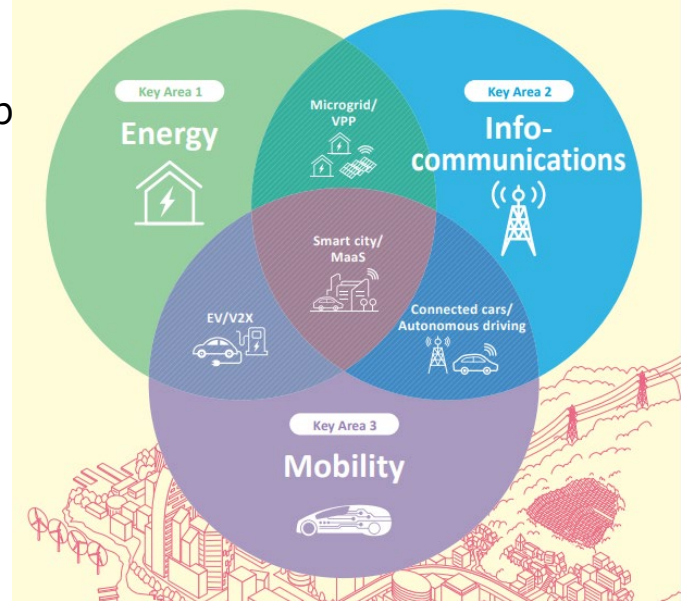 p
Key Area 1
Energy
Microgrid/
VPP
Key Area 2
Info-
communications
Smart city/
MaaS
EV/V2X
Connected cars/
Autonomous driving
Key Area 3
Mobility